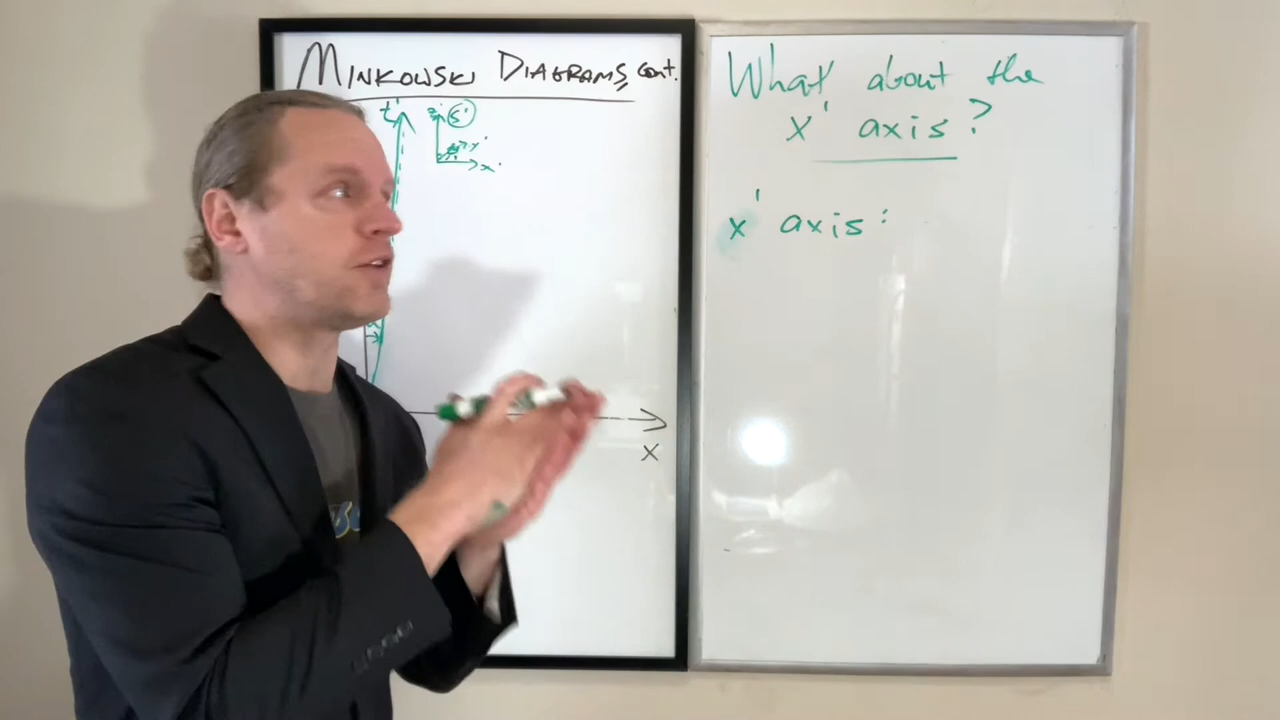 MINKOWSKI DIAGRAMS, cont.
t'
z' S'
y'
x'
α
x
What about the
x' axis?
x' axis: